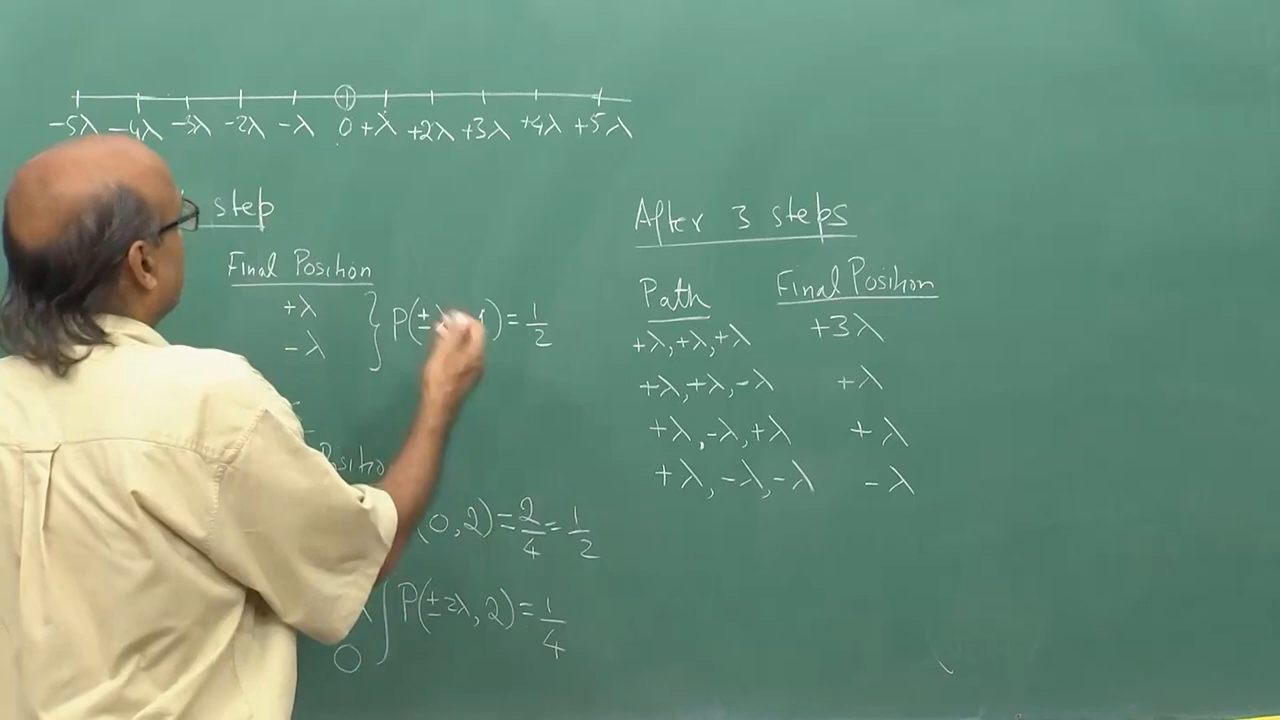 -5λ -4λ -3λ -2λ -λ 0 +λ +2λ +3λ +4λ +5λ
step
Final Position
+λ
-λ
P(±λ, 1) = 1/2
(0, 2) = 2/4 = 1/2
λ
P(±2λ, 2) = 1/4
0
After 3 steps
Path Final Position
+λ,+λ,+λ +3λ
+λ,+λ,-λ +λ
+λ,-λ,+λ +λ
+λ,-λ,-λ -λ